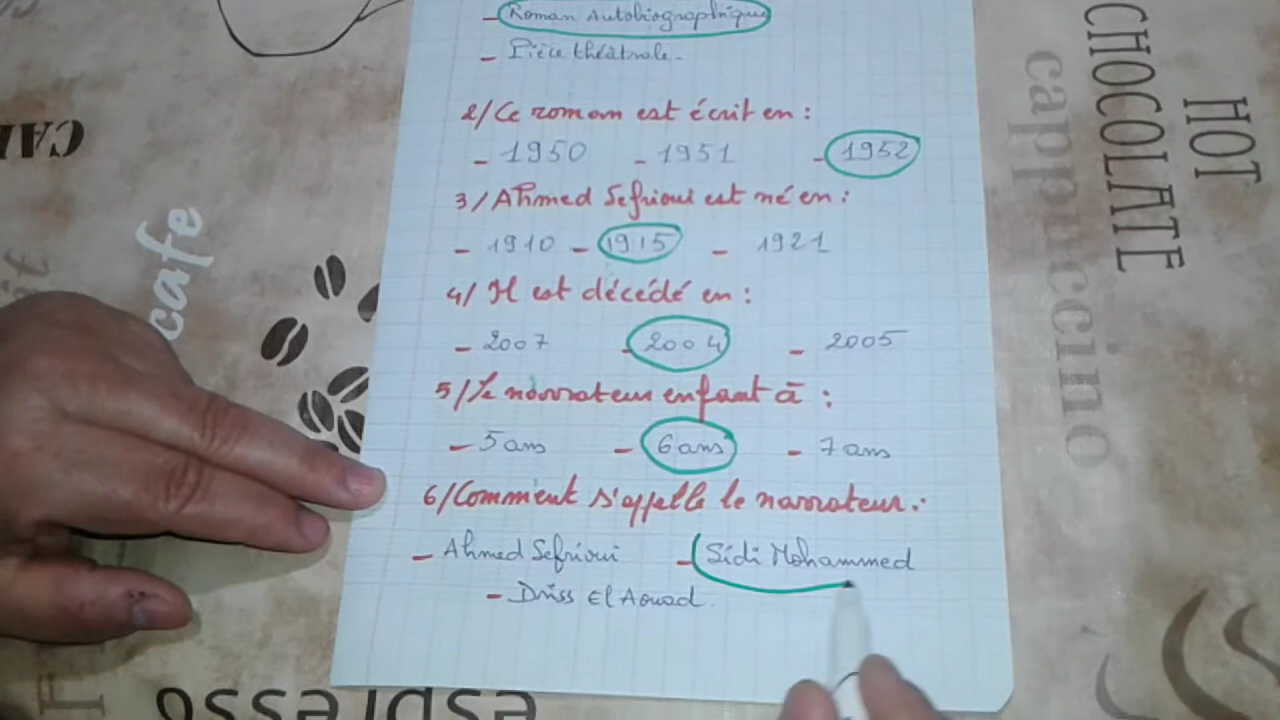 - Roman Autobiographique
- Pièce théâtrale-
2/ Ce roman est écrit en :
- 1950 - 1951 - 1952
3/ Ahmed Sefrioui est né en :
- 1910 - 1915 - 1921
4/ Il est décédé en :
- 2007 - 2004 - 2005
5/ Le narrateur enfant à :
- 5 ans - 6 ans - 7 ans
6/ Comment s'appelle le narrateur :
- Ahmed Sefrioui - Sidi Mohammed
- Driss El Aouad
CHOCOLATE
HOT
cappuccino
cafe
espresso